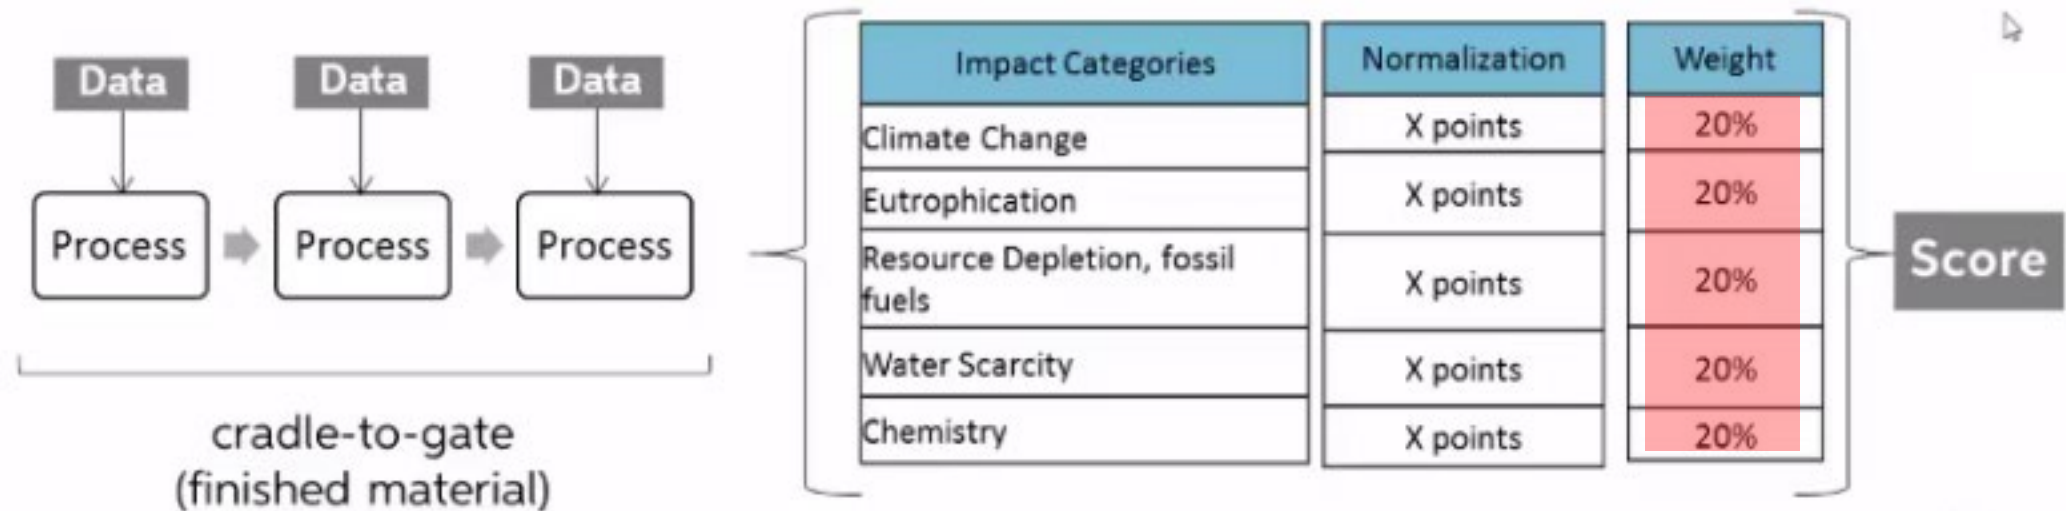 Data Data Data
Process Process Process
cradle-to-gate
(finished material)
Impact Categories Normalization Weight
Climate Change X points 20%
Eutrophication X points 20%
Resource Depletion, fossil
fuels X points 20%
Water Scarcity X points 20%
Chemistry X points 20%
Score